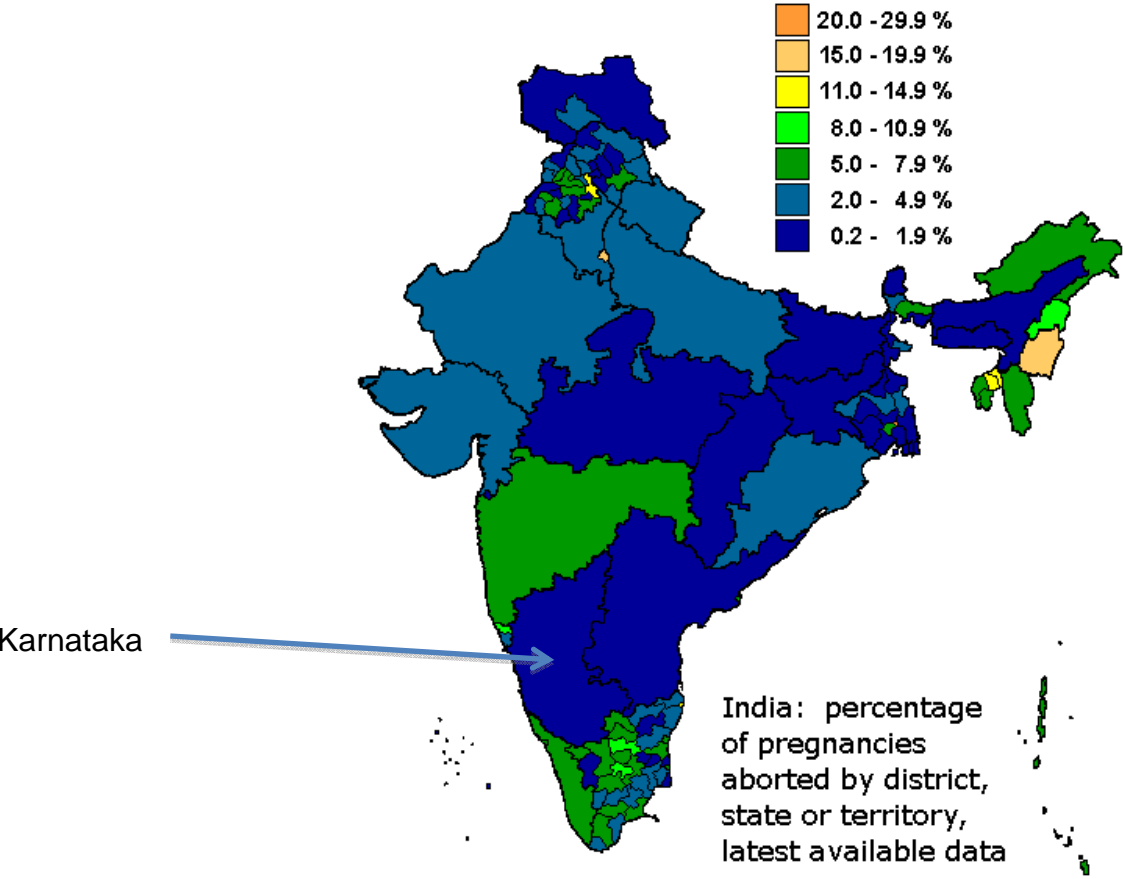 20.0 - 29.9 %
15.0 - 19.9 %
11.0 - 14.9 %
8.0 - 10.9 %
5.0 - 7.9 %
2.0 - 4.9 %
0.2 - 1.9 %
Karnataka
India: percentage
of pregnancies
aborted by district,
state or territory,
latest available data